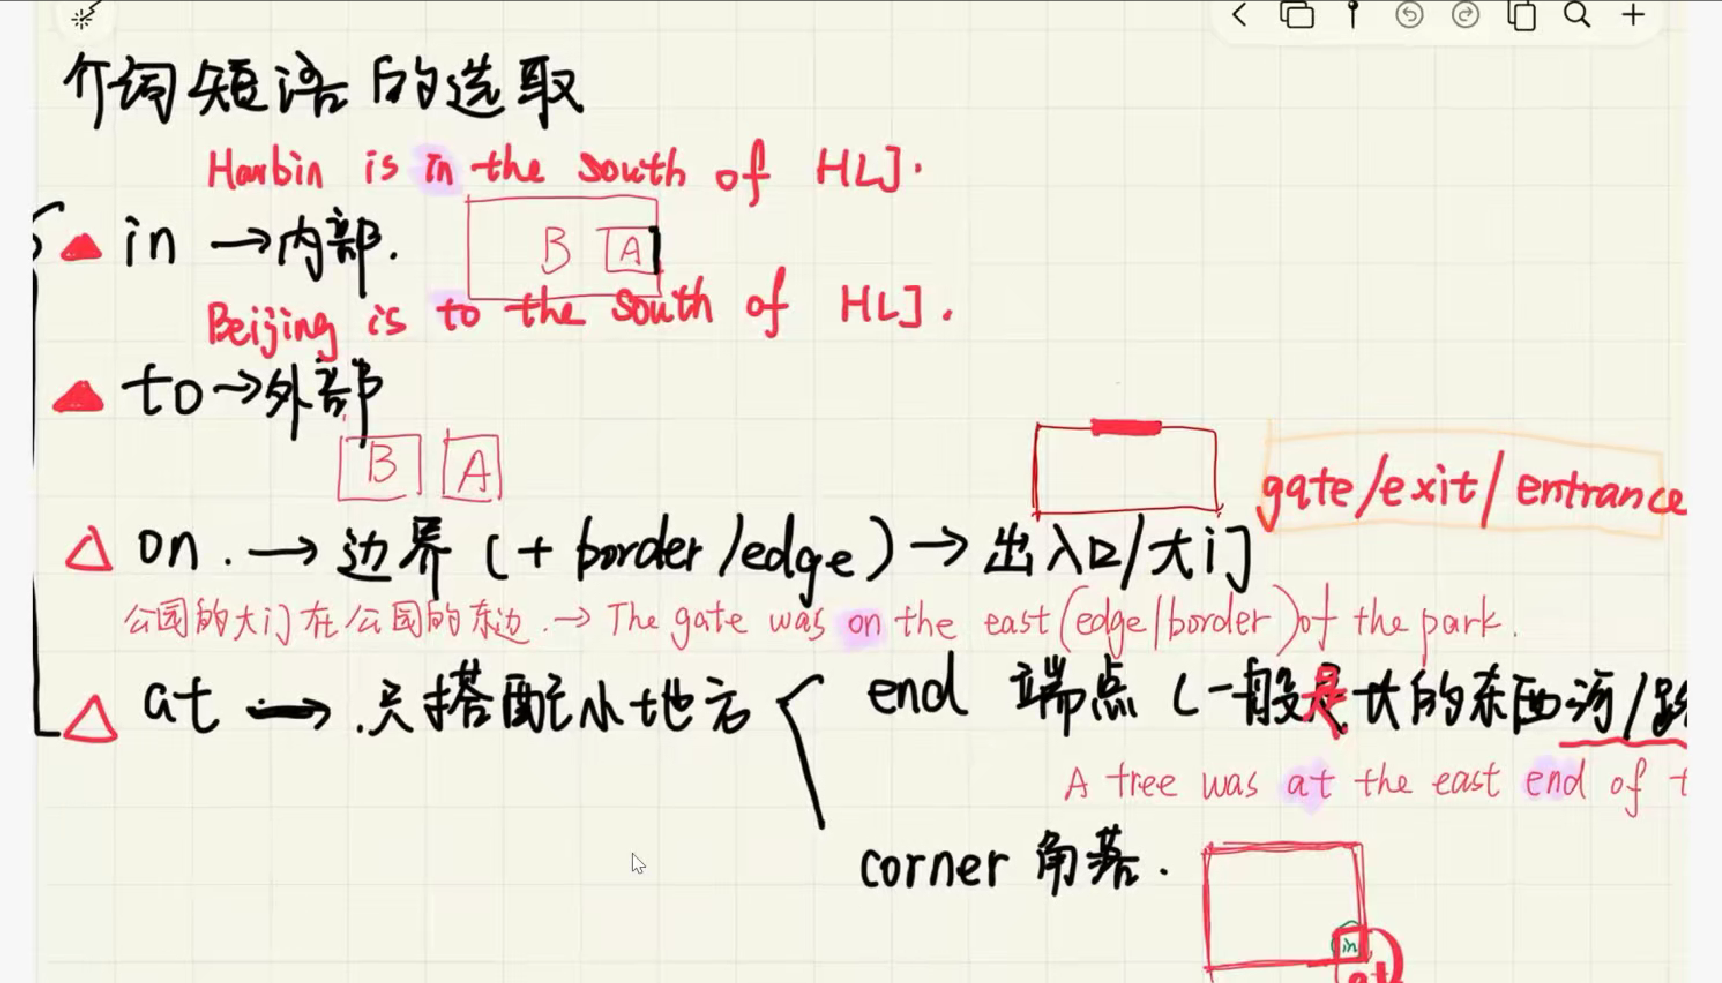 介词短语的选取
Harbin is in the south of HLJ.
in →内部.
B A
Beijing is to the south of HLJ.
to→外部
B A
gate/exit/entrance
on. → 边界 (+ border/edge) → 出入口/大门
公园的大门在公园的东边.→ The gate was on the east(edge/border)of the park.
at → .只搭配小地方
end 端点 (一般是长的东西河/路
A tree was at the east end of t
corner 角落.
in
at